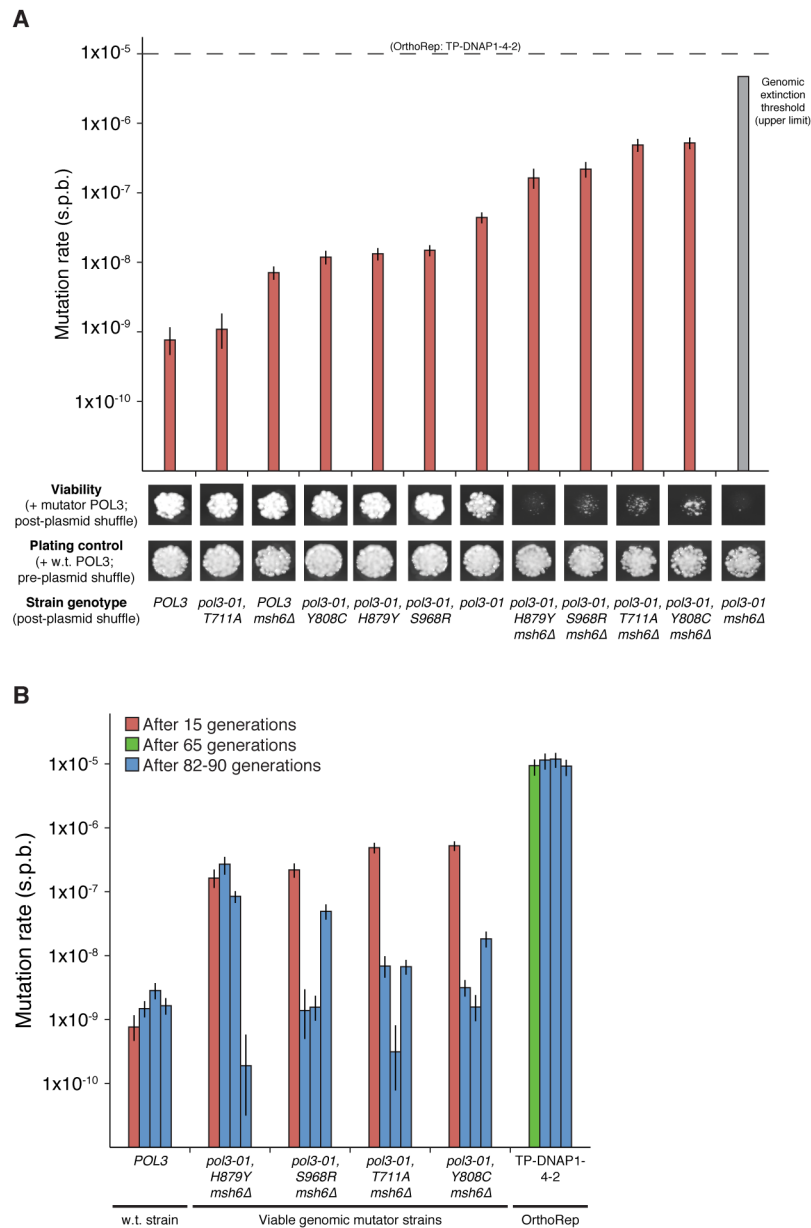 A
(OrthoRep: TP-DNAP1-4-2)
1x10⁻⁵
1x10⁻⁶
1x10⁻⁷
1x10⁻⁸
1x10⁻⁹
1x10⁻¹⁰
Mutation rate (s.p.b.)
Genomic
extinction
threshold
(upper limit)
Viability
(+ mutator POL3;
post-plasmid shuffle)
Plating control
(+ w.t. POL3;
pre-plasmid shuffle)
Strain genotype
(post-plasmid shuffle)
POL3
pol3-01,
T711A
POL3
msh6Δ
pol3-01,
Y808C
pol3-01,
H879Y
pol3-01,
S968R
pol3-01
pol3-01,
H879Y
msh6Δ
pol3-01,
S968R
msh6Δ
pol3-01,
T711A
msh6Δ
pol3-01,
Y808C
msh6Δ
pol3-01
msh6Δ
B
After 15 generations
After 65 generations
After 82-90 generations
1x10⁻⁵
1x10⁻⁶
1x10⁻⁷
1x10⁻⁸
1x10⁻⁹
1x10⁻¹⁰
Mutation rate (s.p.b.)
POL3
pol3-01,
H879Y
msh6Δ
pol3-01,
S968R
msh6Δ
pol3-01,
T711A
msh6Δ
pol3-01,
Y808C
msh6Δ
TP-DNAP1-
4-2
w.t. strain
Viable genomic mutator strains
OrthoRep